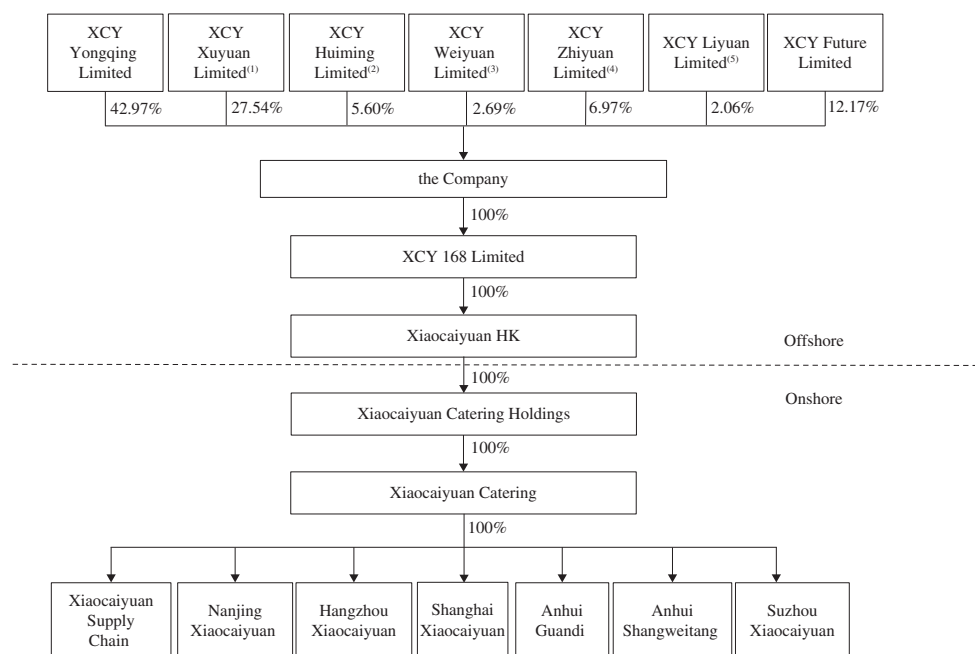 XCY
Yongqing
Limited
XCY
Xuyuan
Limited(1)
XCY
Huiming
Limited(2)
XCY
Weiyuan
Limited(3)
XCY
Zhiyuan
Limited(4)
XCY Liyuan
Limited(5)
XCY Future
Limited
42.97%
27.54%
5.60%
2.69%
6.97%
2.06%
12.17%
the Company
100%
XCY 168 Limited
100%
Xiaocaiyuan HK
Offshore
100%
Onshore
Xiaocaiyuan Catering Holdings
100%
Xiaocaiyuan Catering
100%
Xiaocaiyuan
Supply
Chain
Nanjing
Xiaocaiyuan
Hangzhou
Xiaocaiyuan
Shanghai
Xiaocaiyuan
Anhui
Guandi
Anhui
Shangweitang
Suzhou
Xiaocaiyuan